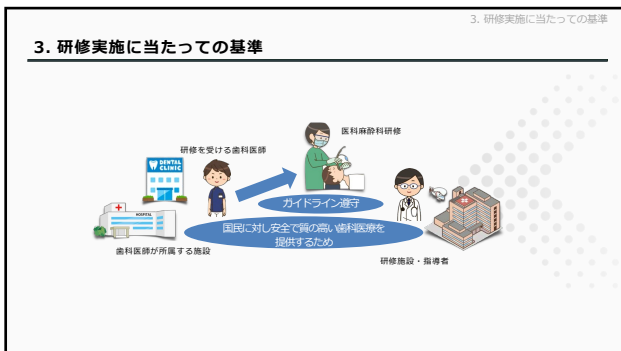 3. 研修実施に当たっての基準
3. 研修実施に当たっての基準
医科麻酔科研修
研修を受ける歯科医師
DENTAL
CLINIC
ガイドライン遵守
HOSPITAL
国民に対し安全で質の高い歯科医療を
提供するため
歯科医師が所属する施設
研修施設・指導者